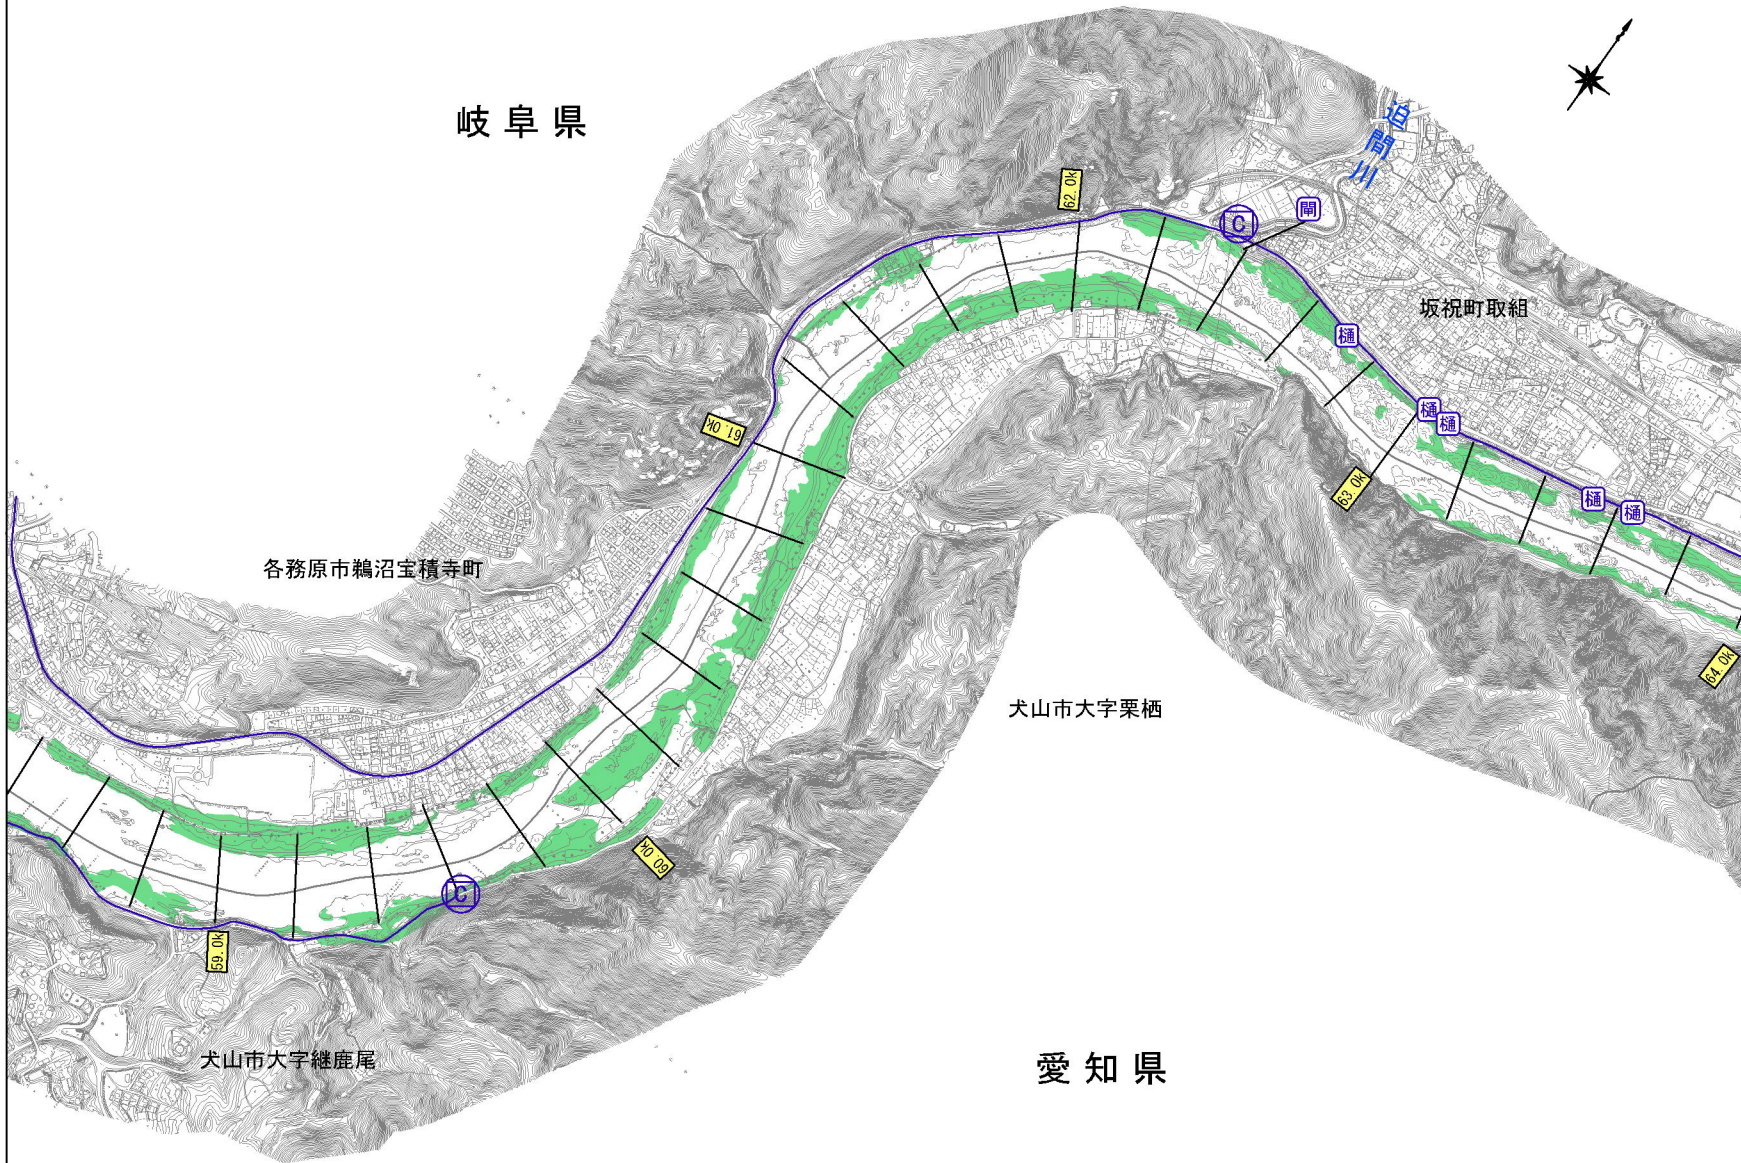 岐阜県
迫間川
62.0k
C
閘
坂祝町取組
樋
樋
樋
61.0k
63.0k
樋
樋
各務原市鵜沼宝積寺町
64.0k
犬山市大字栗栖
60.0k
C
59.0k
犬山市大字継鹿尾
愛知県